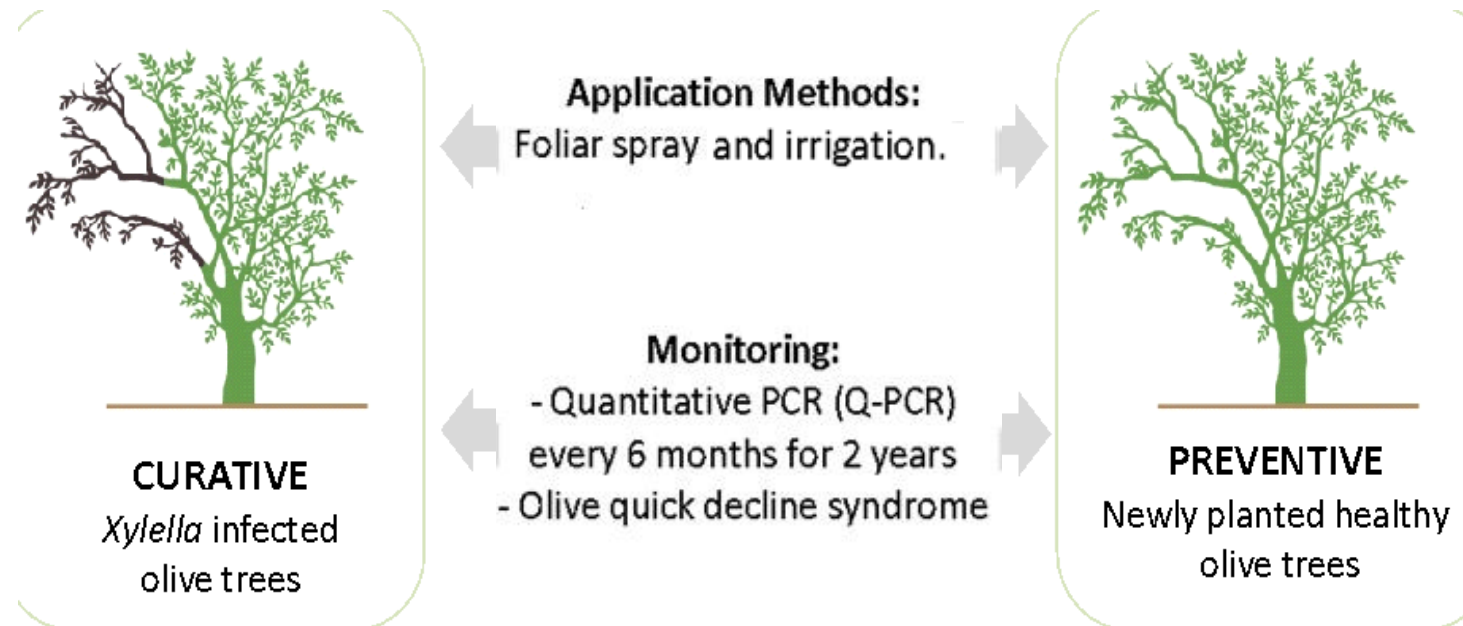 Application Methods:
Foliar spray and irrigation.
Monitoring:
- Quantitative PCR (Q-PCR)
every 6 months for 2 years
- Olive quick decline syndrome
CURATIVE
Xylella infected
olive trees
PREVENTIVE
Newly planted healthy
olive trees